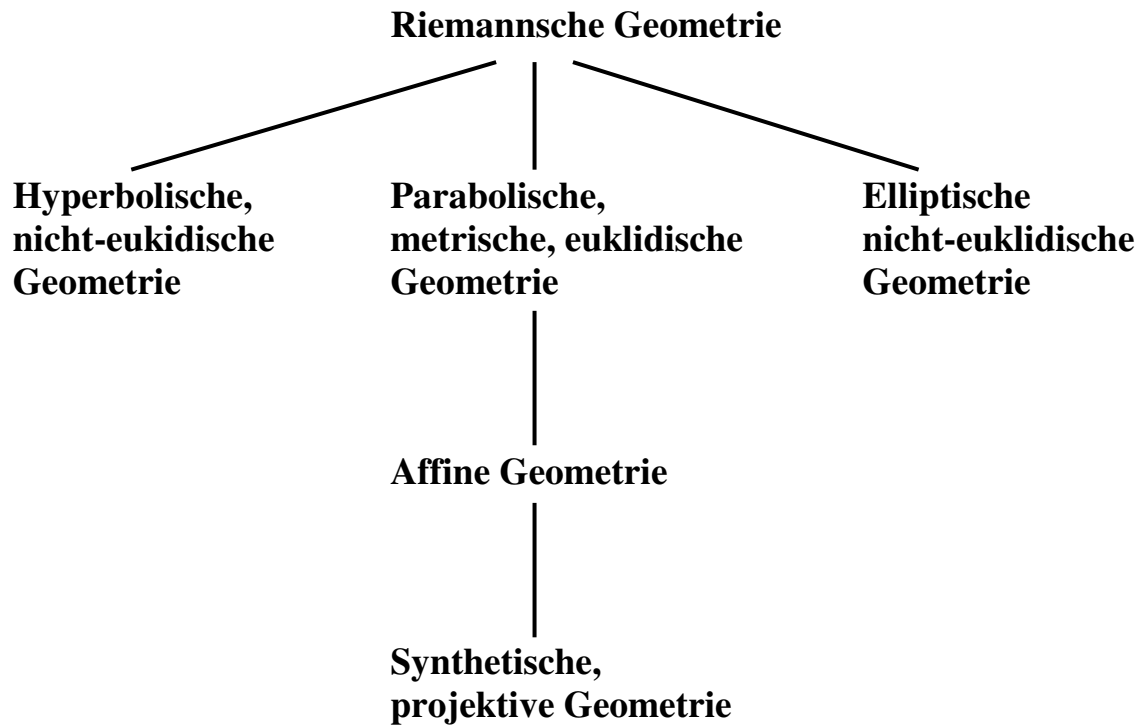 Riemannsche Geometrie
Hyperbolische,
nicht-eukidische
Geometrie
Parabolische,
metrische, euklidische
Geometrie
Elliptische
nicht-euklidische
Geometrie
Affine Geometrie
Synthetische,
projektive Geometrie